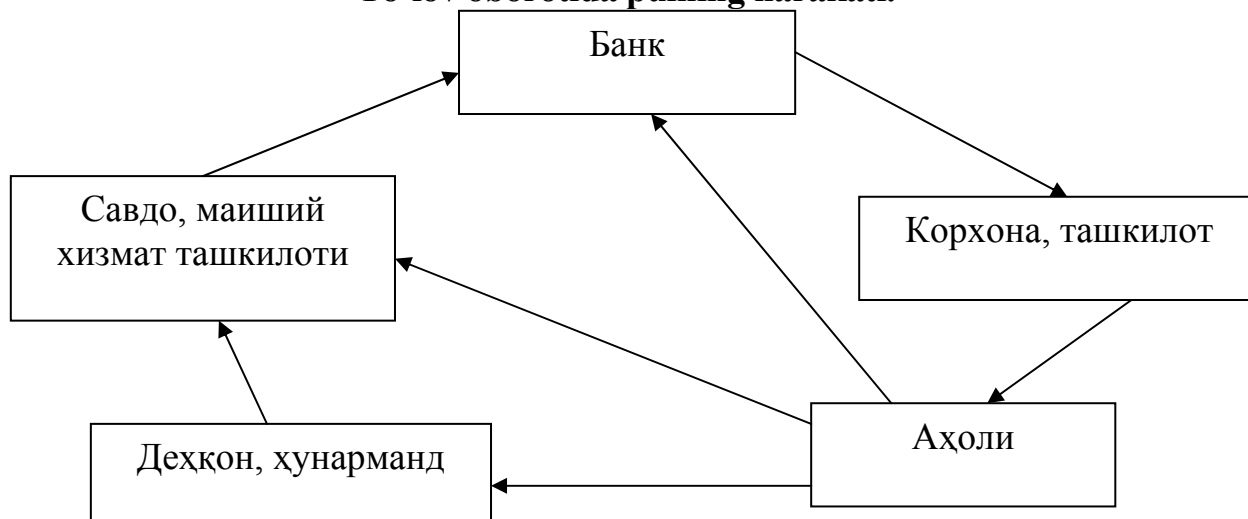 Банк
Савдо, маиший
хизмат ташкилоти
Корхона, ташкилот
Аҳоли
Деҳқон, ҳунарманд